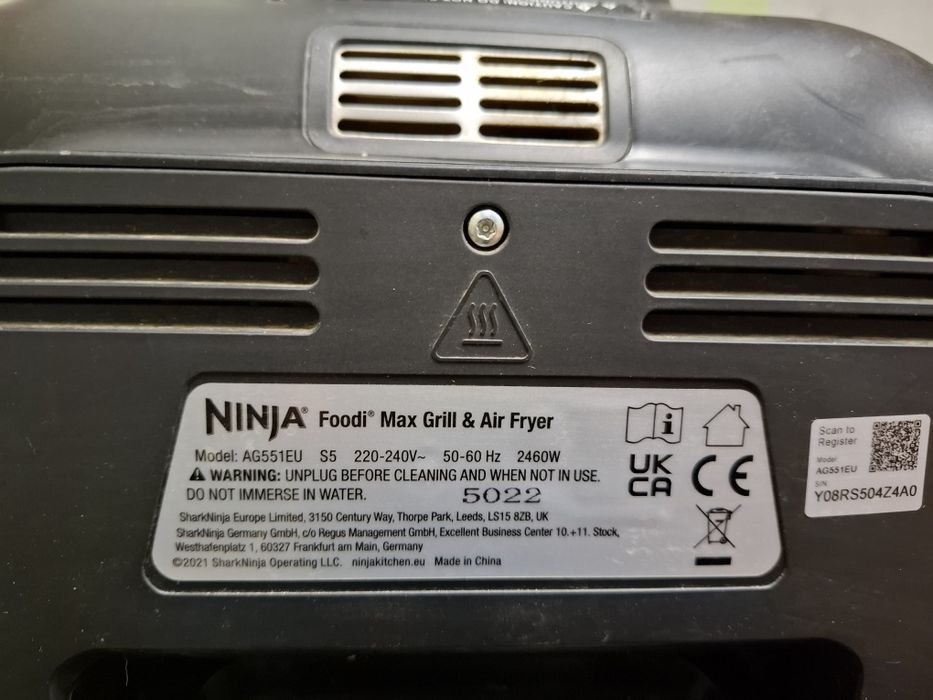 NINJA® Foodi® Max Grill & Air Fryer
Model: AG551EU S5 220-240V~ 50-60 Hz 2460W
WARNING: UNPLUG BEFORE CLEANING AND WHEN NOT IN USE.
DO NOT IMMERSE IN WATER. 5022
SharkNinja Europe Limited, 3150 Century Way, Thorpe Park, Leeds, LS15 8ZB, UK
SharkNinja Germany GmbH, c/o Regus Management GmbH, Excellent Business Center 10.+11. Stock,
Westhafenplatz 1, 60327 Frankfurt am Main, Germany
©2021 SharkNinja Operating LLC. ninjakitchen.eu Made in China
i
UK
CA
CE
Scan to
Register
Model:
AG551EU
S/N:
Y08RS504Z4A0